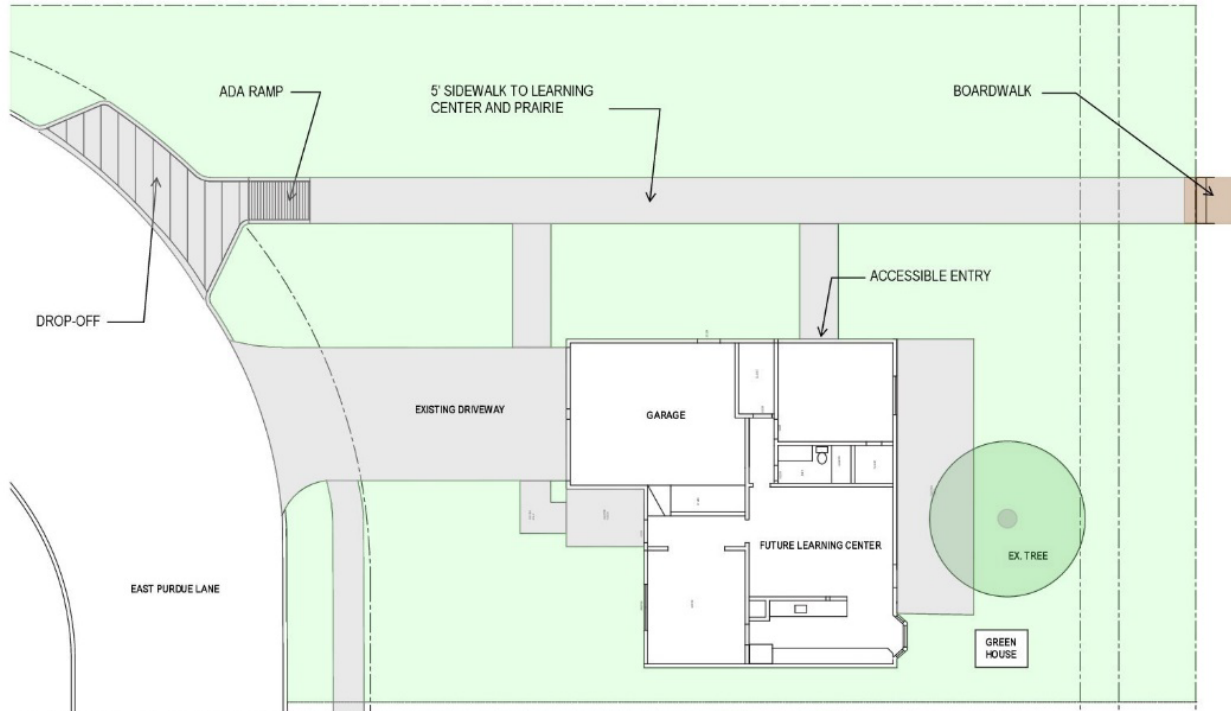 ADA RAMP
5' SIDEWALK TO LEARNING
CENTER AND PRAIRIE
BOARDWALK
ACCESSIBLE ENTRY
DROP-OFF
EXISTING DRIVEWAY
GARAGE
FUTURE LEARNING CENTER
EX. TREE
EAST PURDUE LANE
GREEN
HOUSE